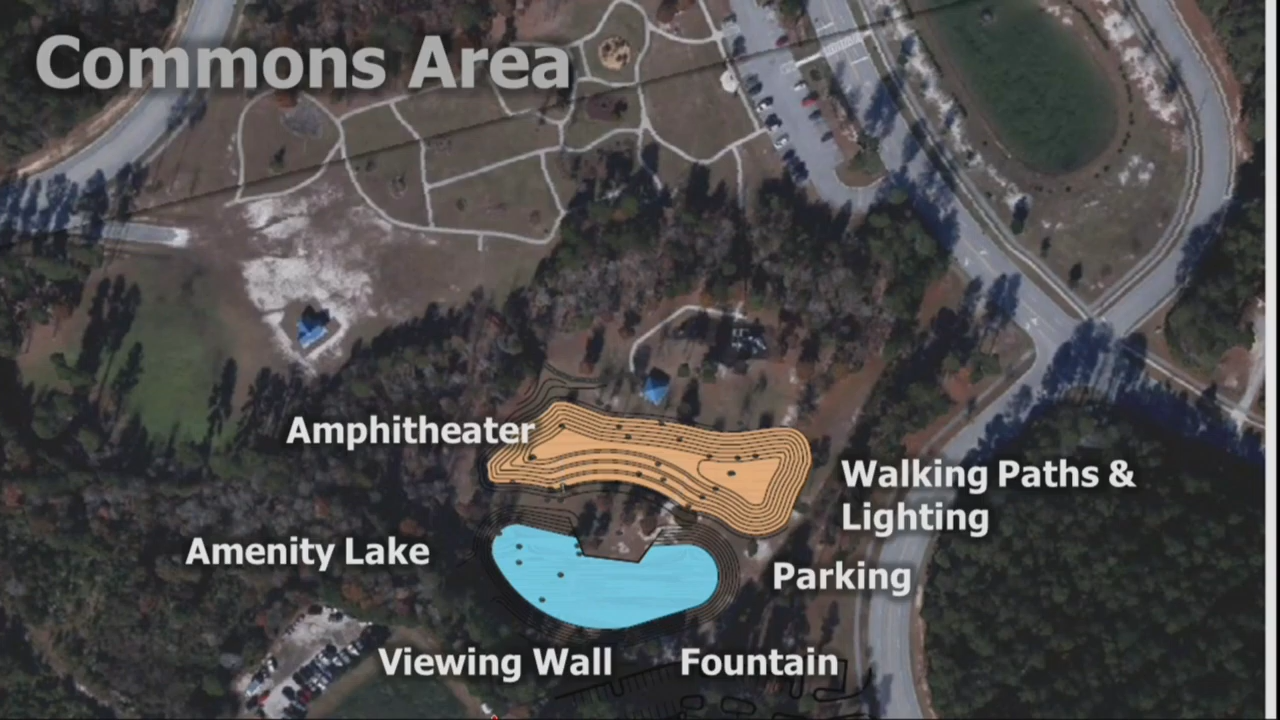 Commons Area
Amphitheater
Walking Paths &
Lighting
Amenity Lake
Parking
Viewing Wall
Fountain